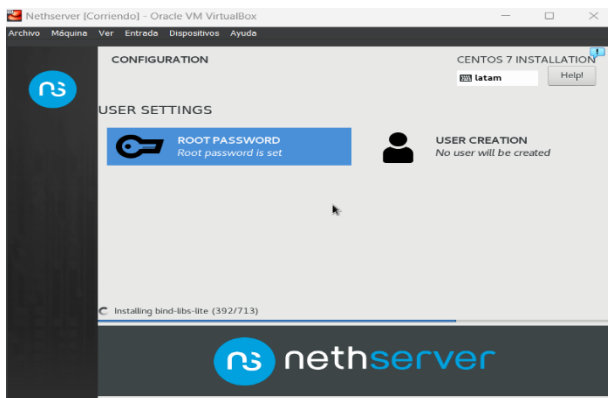 Nethserver [Corriendo] - Oracle VM VirtualBox
Archivo Máquina Ver Entrada Dispositivos Ayuda
CONFIGURATION
CENTOS 7 INSTALLATION
latam
Help!
ns
USER SETTINGS
ROOT PASSWORD
Root password is set
USER CREATION
No user will be created
Installing bind-libs-lite (392/713)
ns nethserver